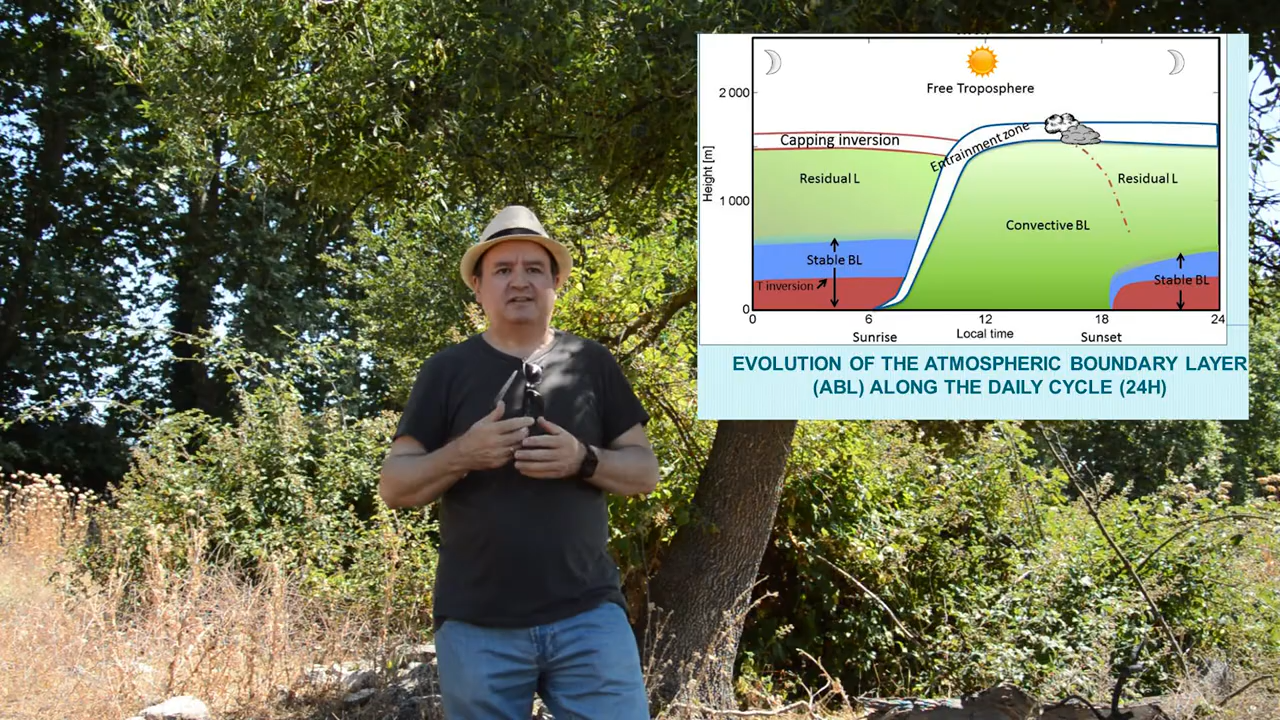 Free Troposphere
2 000
Capping inversion
Entrainment zone
Height [m]
Residual L
Residual L
1 000
Convective BL
Stable BL
Stable BL
T inversion
0
0
6
12
18
24
Sunrise
Local time
Sunset
EVOLUTION OF THE ATMOSPHERIC BOUNDARY LAYER
(ABL) ALONG THE DAILY CYCLE (24H)